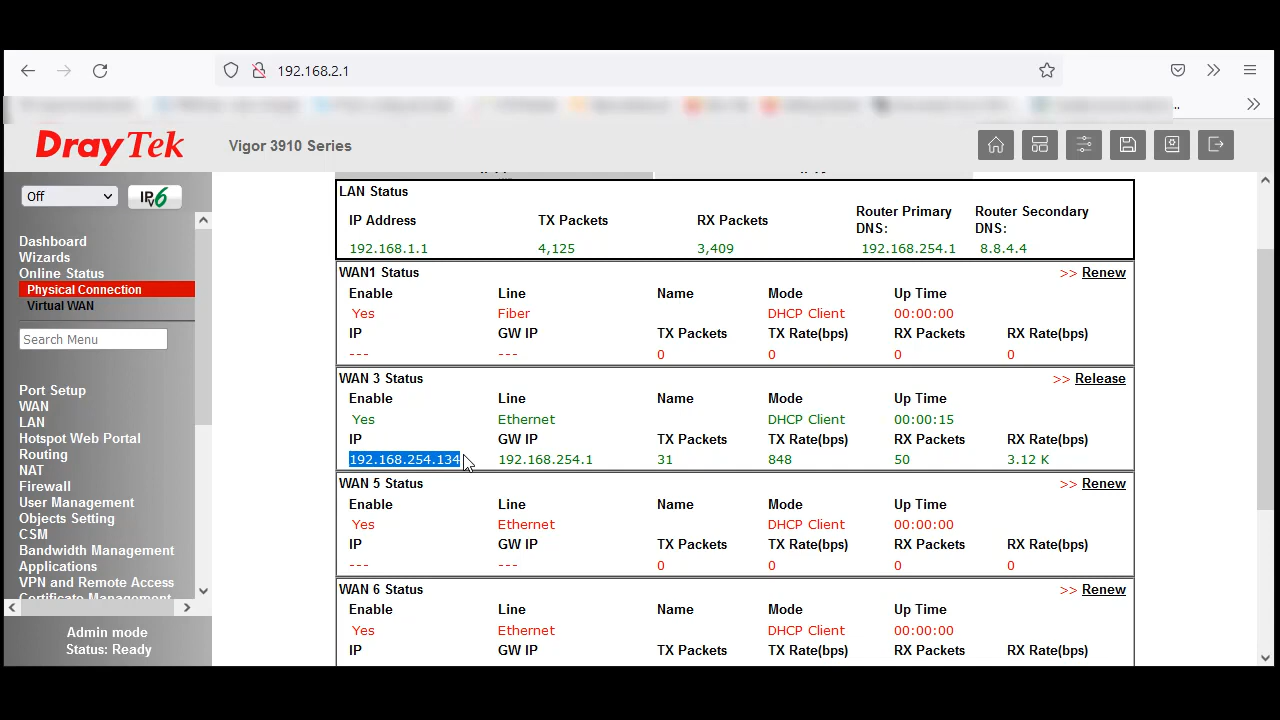 192.168.2.1
DrayTek Vigor 3910 Series
Off IPv6
Dashboard
Wizards
Online Status
Physical Connection
Virtual WAN
Search Menu
Port Setup
WAN
LAN
Hotspot Web Portal
Routing
NAT
Firewall
User Management
Objects Setting
CSM
Bandwidth Management
Applications
VPN and Remote Access
Certificate Management
Admin mode
Status: Ready
LAN Status
IP Address TX Packets RX Packets Router Primary DNS: Router Secondary DNS:
192.168.1.1 4,125 3,409 192.168.254.1 8.8.4.4
WAN1 Status >> Renew
Enable Line Name Mode Up Time
Yes Fiber DHCP Client 00:00:00
IP GW IP TX Packets TX Rate(bps) RX Packets RX Rate(bps)
--- --- 0 0 0 0
WAN 3 Status >> Release
Enable Line Name Mode Up Time
Yes Ethernet DHCP Client 00:00:15
IP GW IP TX Packets TX Rate(bps) RX Packets RX Rate(bps)
192.168.254.134 192.168.254.1 31 848 50 3.12 K
WAN 5 Status >> Renew
Enable Line Name Mode Up Time
Yes Ethernet DHCP Client 00:00:00
IP GW IP TX Packets TX Rate(bps) RX Packets RX Rate(bps)
--- --- 0 0 0 0
WAN 6 Status >> Renew
Enable Line Name Mode Up Time
Yes Ethernet DHCP Client 00:00:00
IP GW IP TX Packets TX Rate(bps) RX Packets RX Rate(bps)